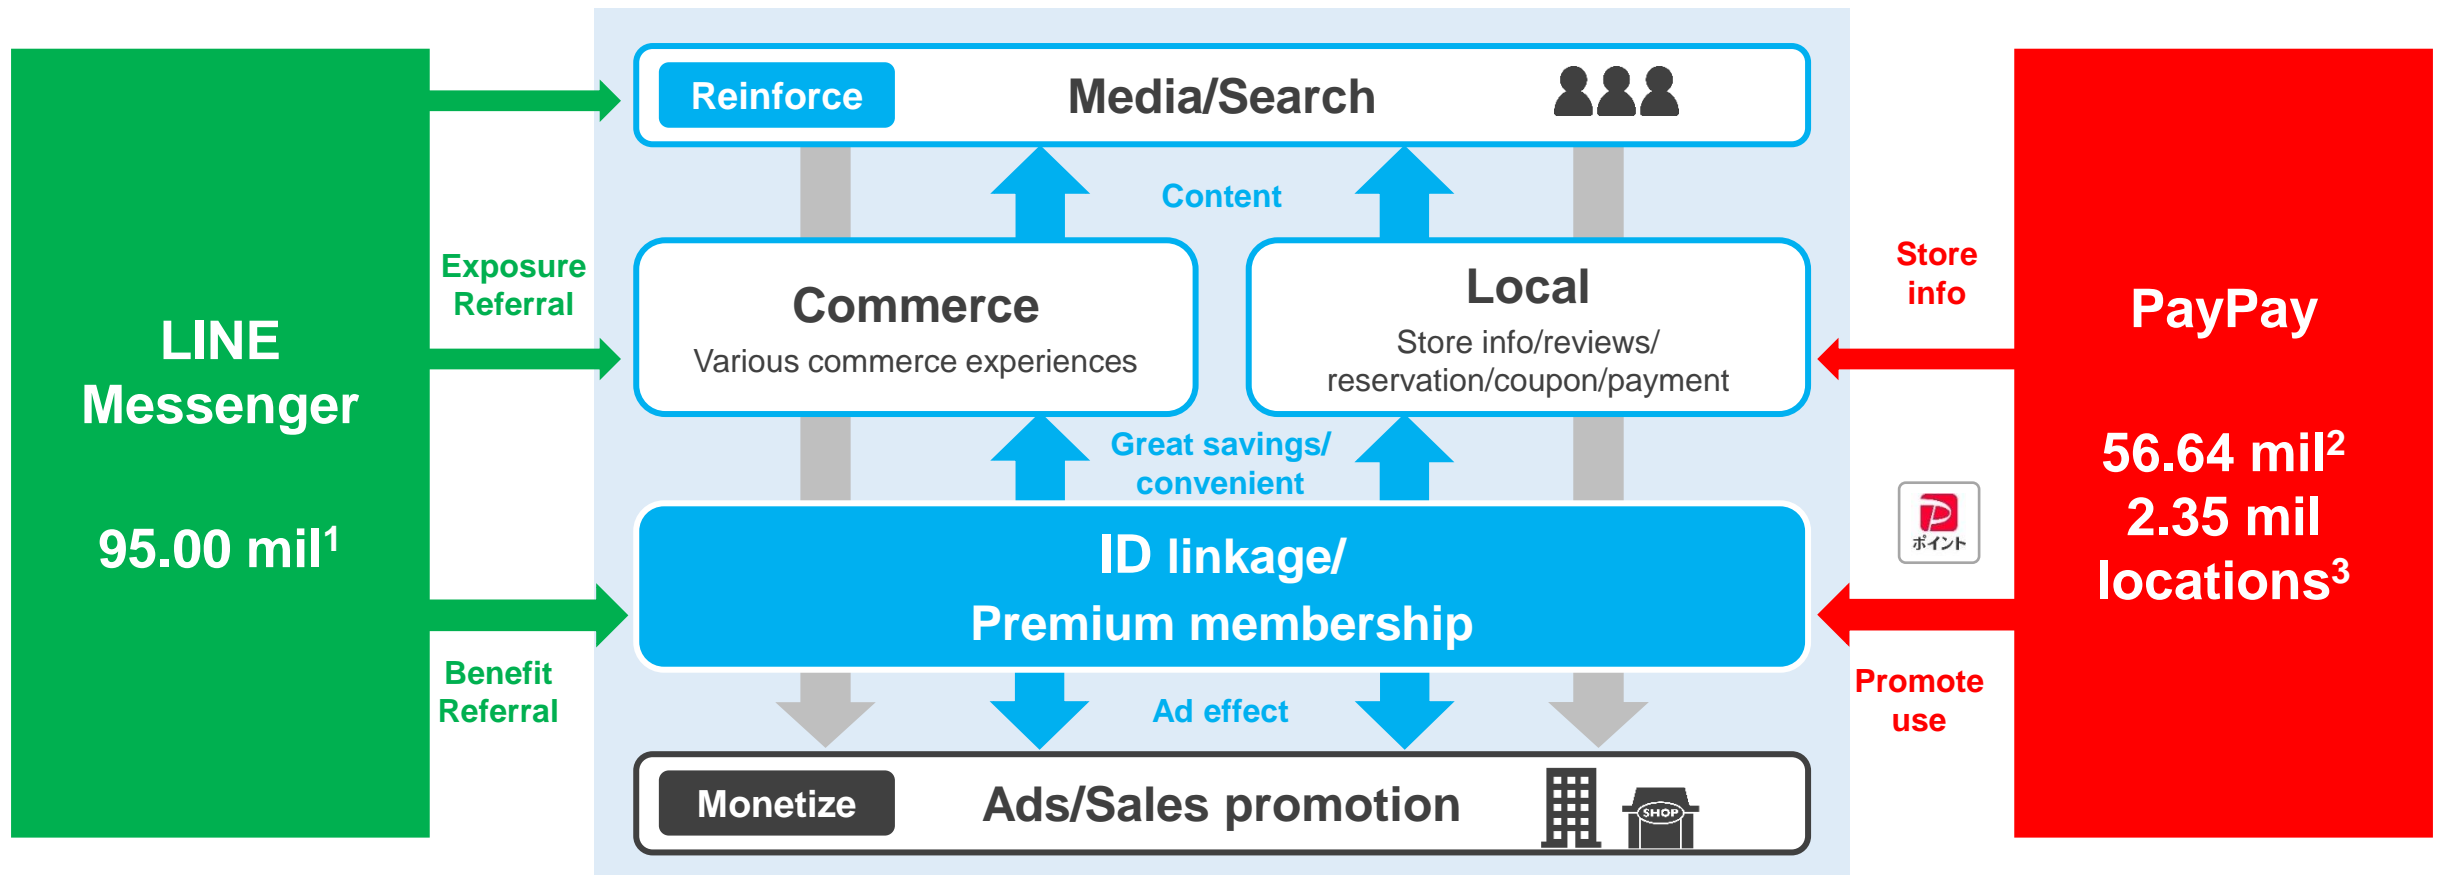 LINE
Messenger
95.00 mil1
Exposure
Referral
Benefit
Referral
Reinforce
Media/Search
Content
Commerce
Various commerce experiences
Local
Store info/reviews/
reservation/coupon/payment
Great savings/
convenient
ID linkage/
Premium membership
Ad effect
Monetize
Ads/Sales promotion
SHOP
Store
info
ポイント
Promote
use
PayPay
56.64 mil2
2.35 mil
locations3